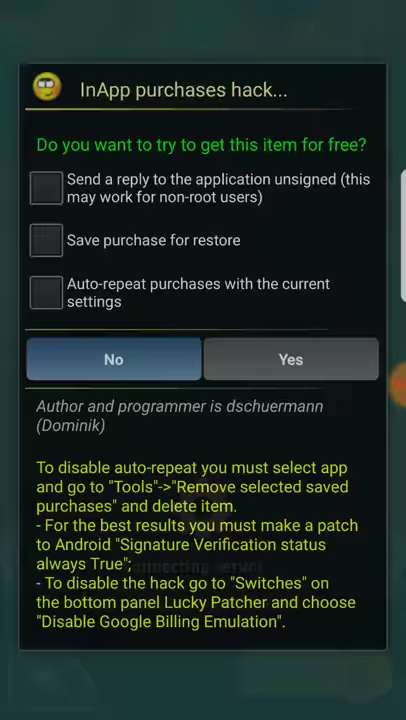 InApp purchases hack...
Do you want to try to get this item for free?
Send a reply to the application unsigned (this
may work for non-root users)
Save purchase for restore
Auto-repeat purchases with the current
settings
No
Yes
Author and programmer is dschuermann
(Dominik)
To disable auto-repeat you must select app
and go to "Tools"->"Remove selected saved
purchases" and delete item.
- For the best results you must make a patch
to Android "Signature Verification status
always True";
- To disable the hack go to "Switches" on
the bottom panel Lucky Patcher and choose
"Disable Google Billing Emulation".